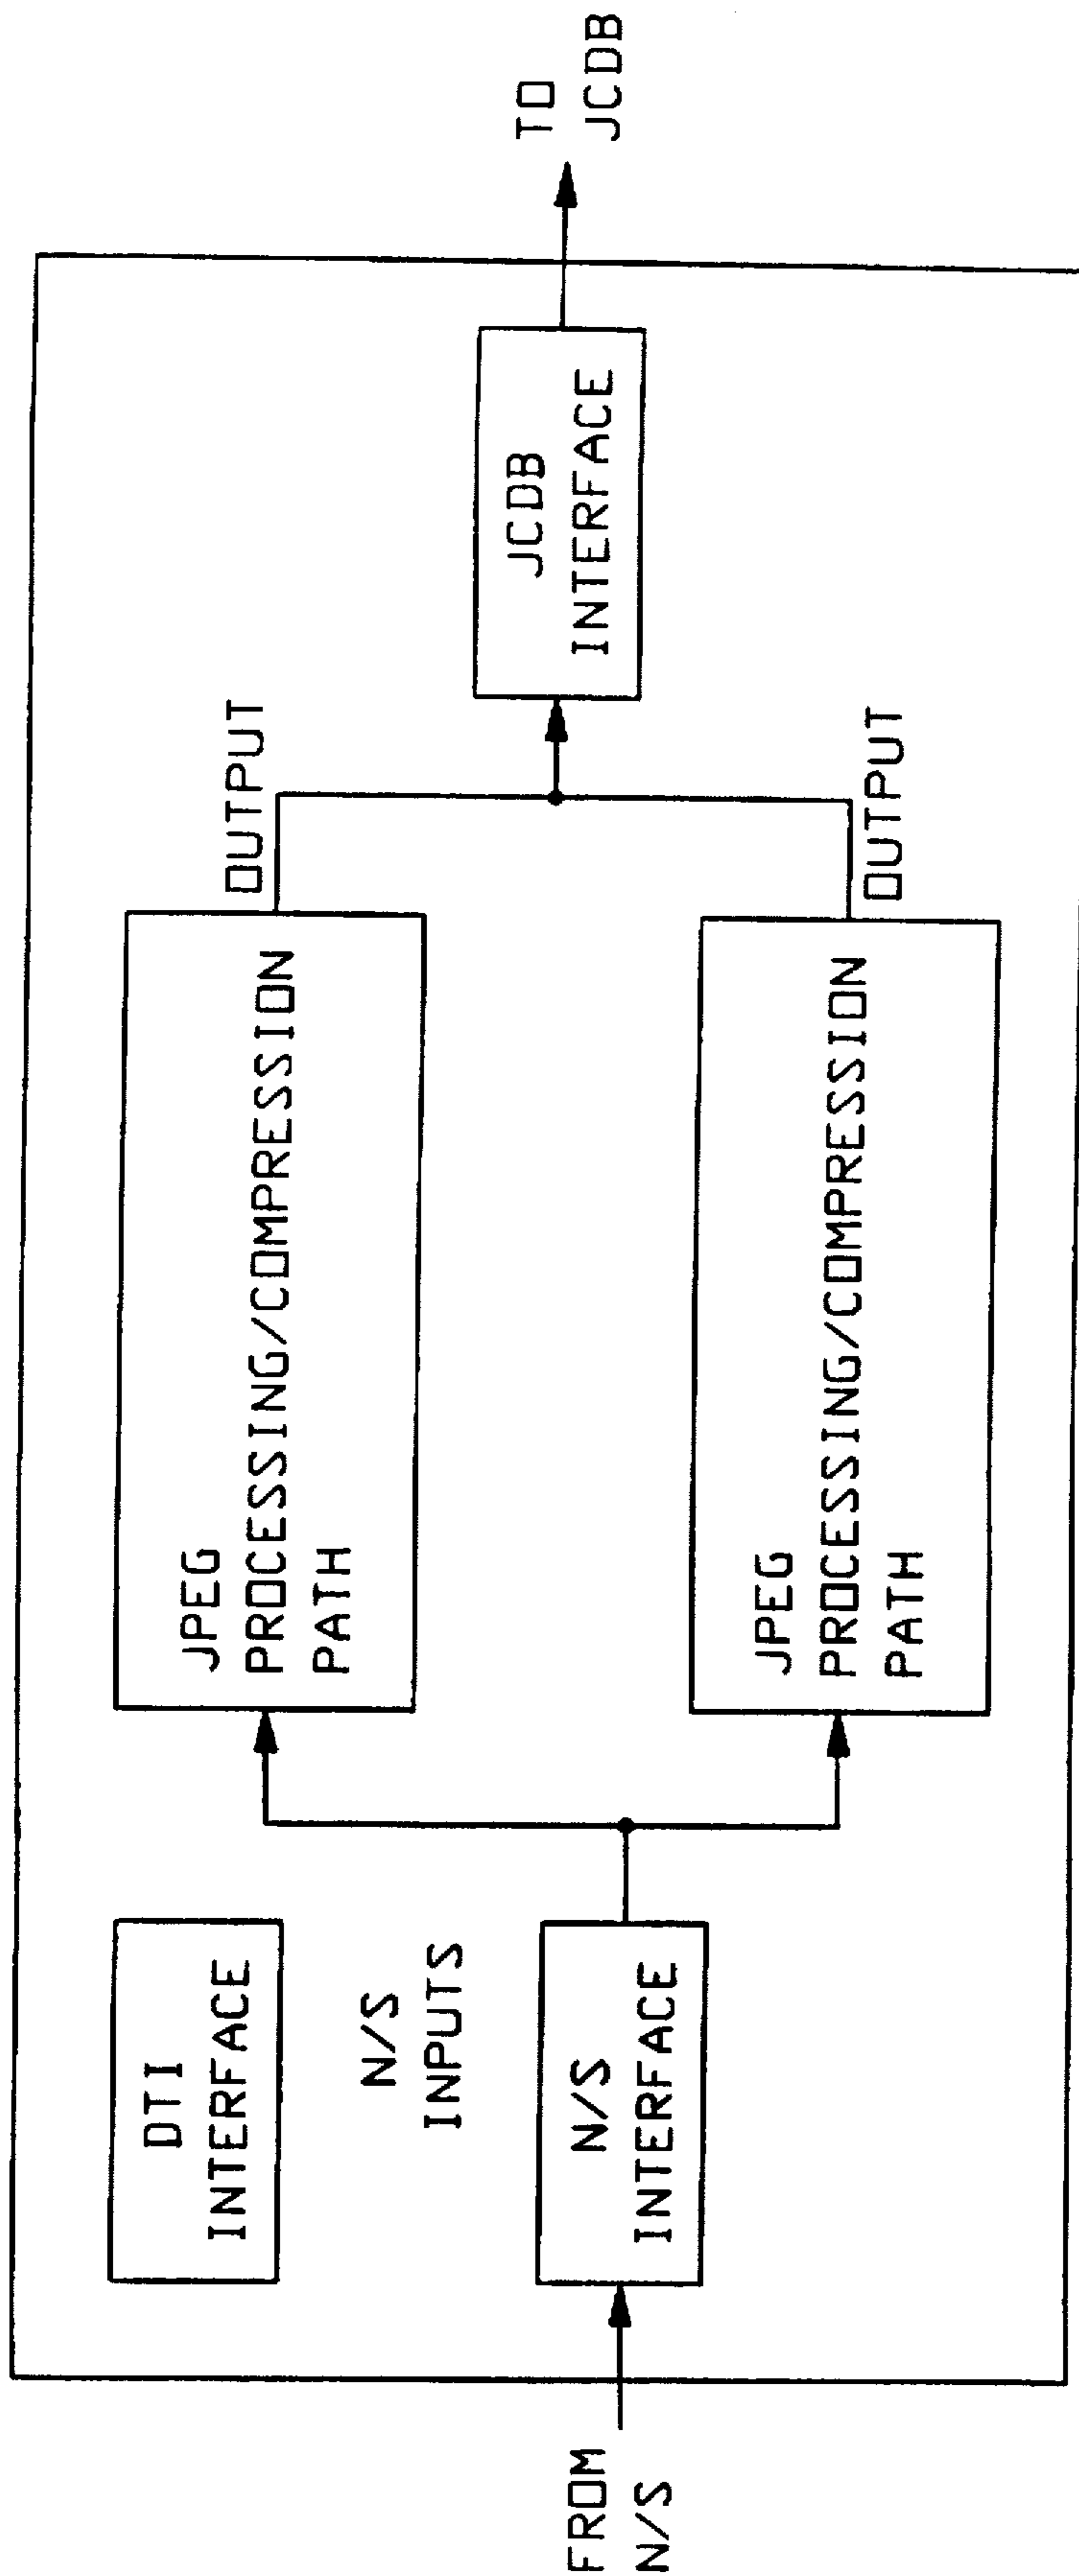 FROM
N/S
DTI
INTERFACE
N/S
INPUTS
N/S
INTERFACE
JPEG
PROCESSING/COMPRESSION
PATH
OUTPUT
JPEG
PROCESSING/COMPRESSION
PATH
OUTPUT
JCDB
INTERFACE
TO
JCDB